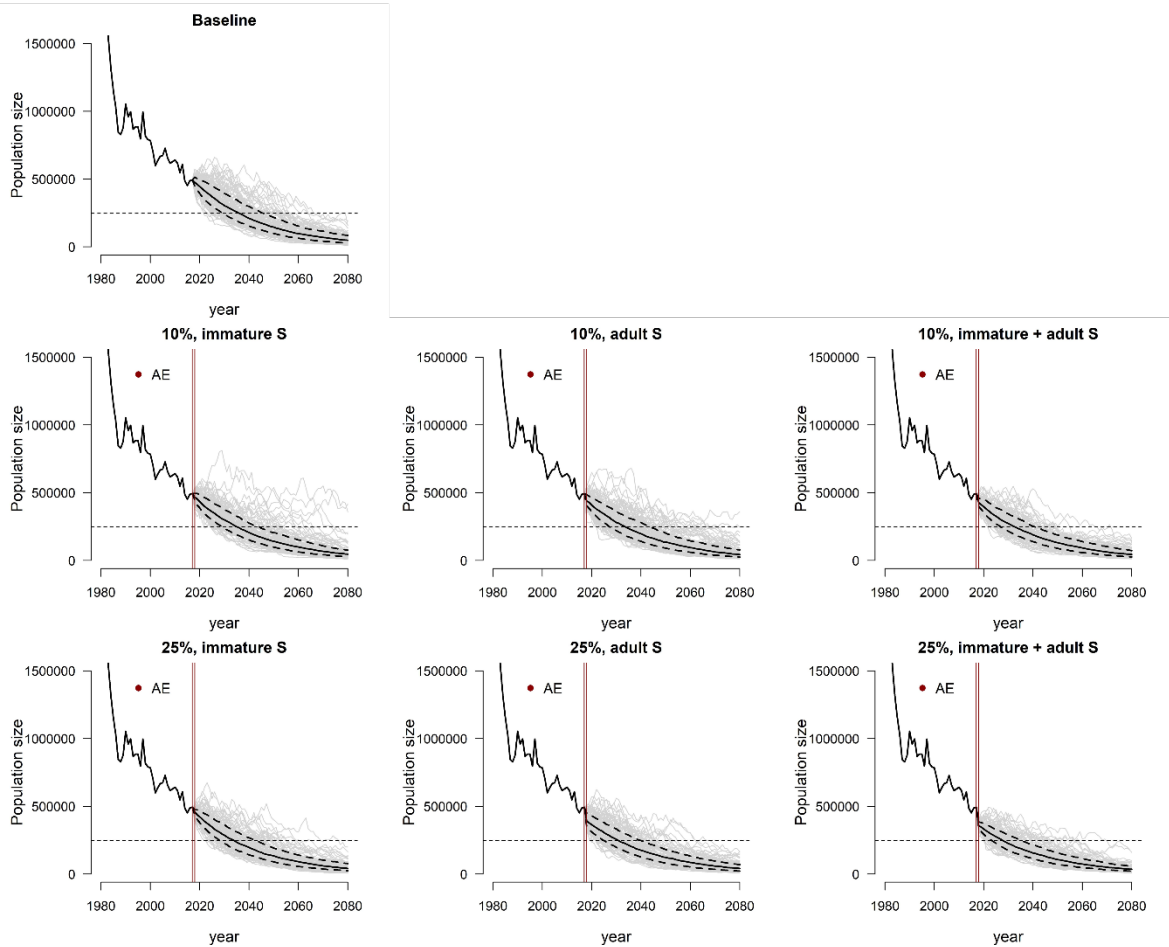 Baseline
Population size
1500000
1000000
500000
0
1980 2000 2020 2040 2060 2080
year
10%, immature S
Population size
1500000
1000000
500000
0
AE
1980 2000 2020 2040 2060 2080
year
10%, adult S
Population size
1500000
1000000
500000
0
AE
1980 2000 2020 2040 2060 2080
year
10%, immature + adult S
Population size
1500000
1000000
500000
0
AE
1980 2000 2020 2040 2060 2080
year
25%, immature S
Population size
1500000
1000000
500000
0
AE
1980 2000 2020 2040 2060 2080
year
25%, adult S
Population size
1500000
1000000
500000
0
AE
1980 2000 2020 2040 2060 2080
year
25%, immature + adult S
Population size
1500000
1000000
500000
0
AE
1980 2000 2020 2040 2060 2080
year